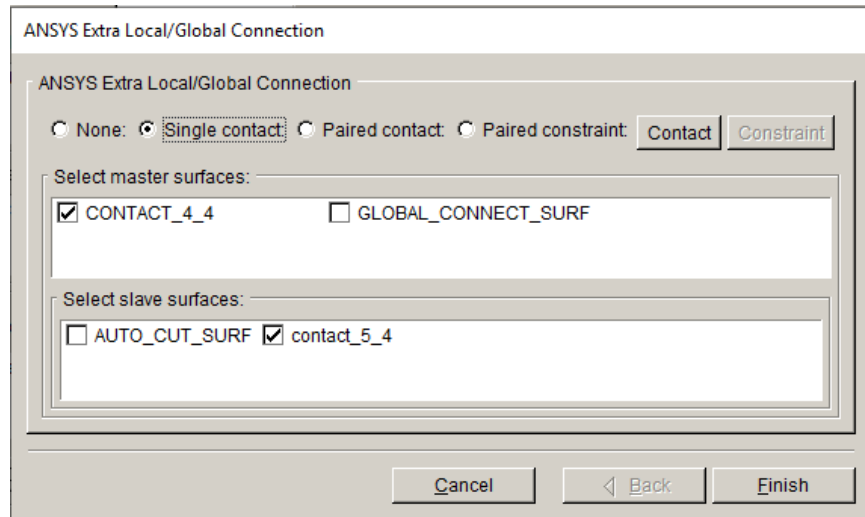 ANSYS Extra Local/Global Connection
ANSYS Extra Local/Global Connection
None: Single contact: Paired contact: Paired constraint: Contact Constraint
Select master surfaces:
CONTACT_4_4 GLOBAL_CONNECT_SURF
Select slave surfaces:
AUTO_CUT_SURF contact_5_4
Cancel Back Finish